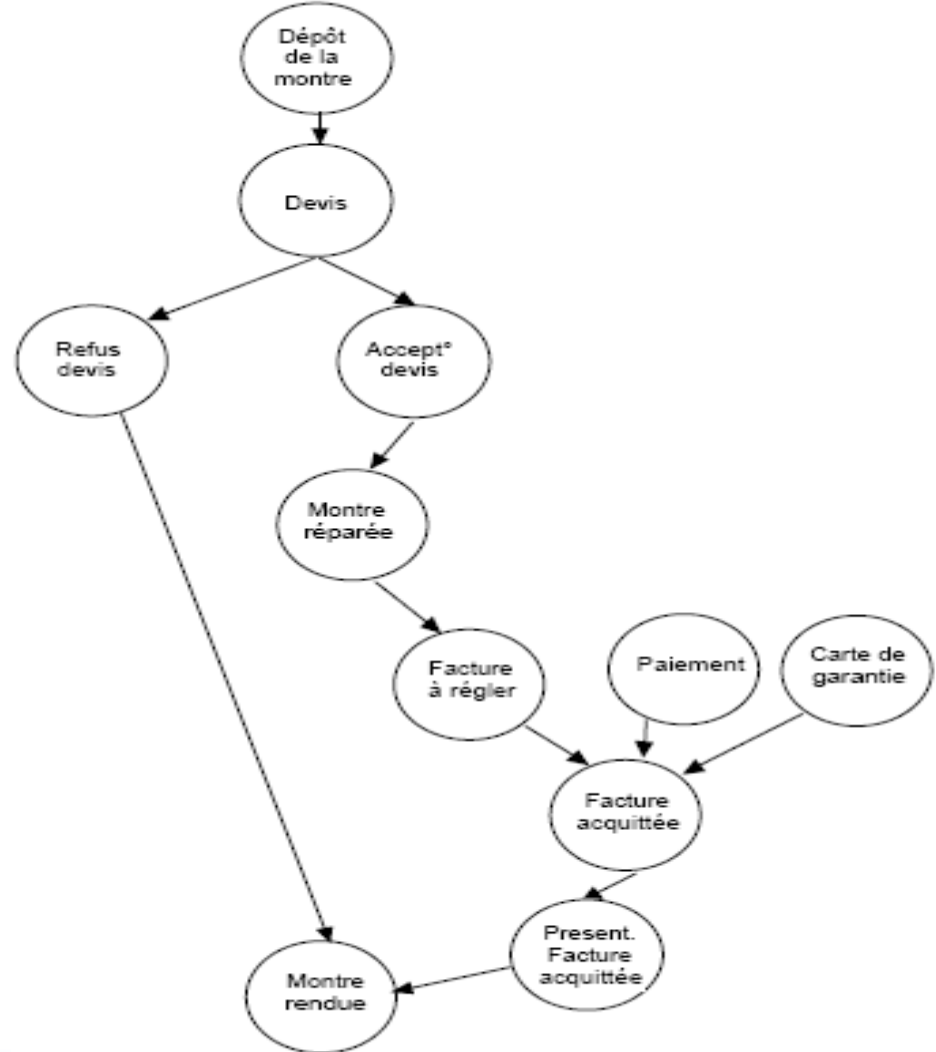 Dépôt
de la
montre
Devis
Refus
devis
Accept°
devis
Montre
réparée
Facture
à régler
Paiement
Carte de
garantie
Facture
acquittée
Present.
Facture
acquittée
Montre
rendue